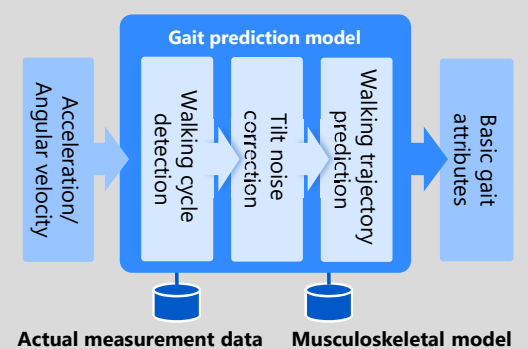 Gait prediction model
Acceleration/
Angular velocity
Walking cycle
detection
Tilt noise
correction
Walking trajectory
prediction
Basic gait
attributes
Actual measurement data
Musculoskeletal model